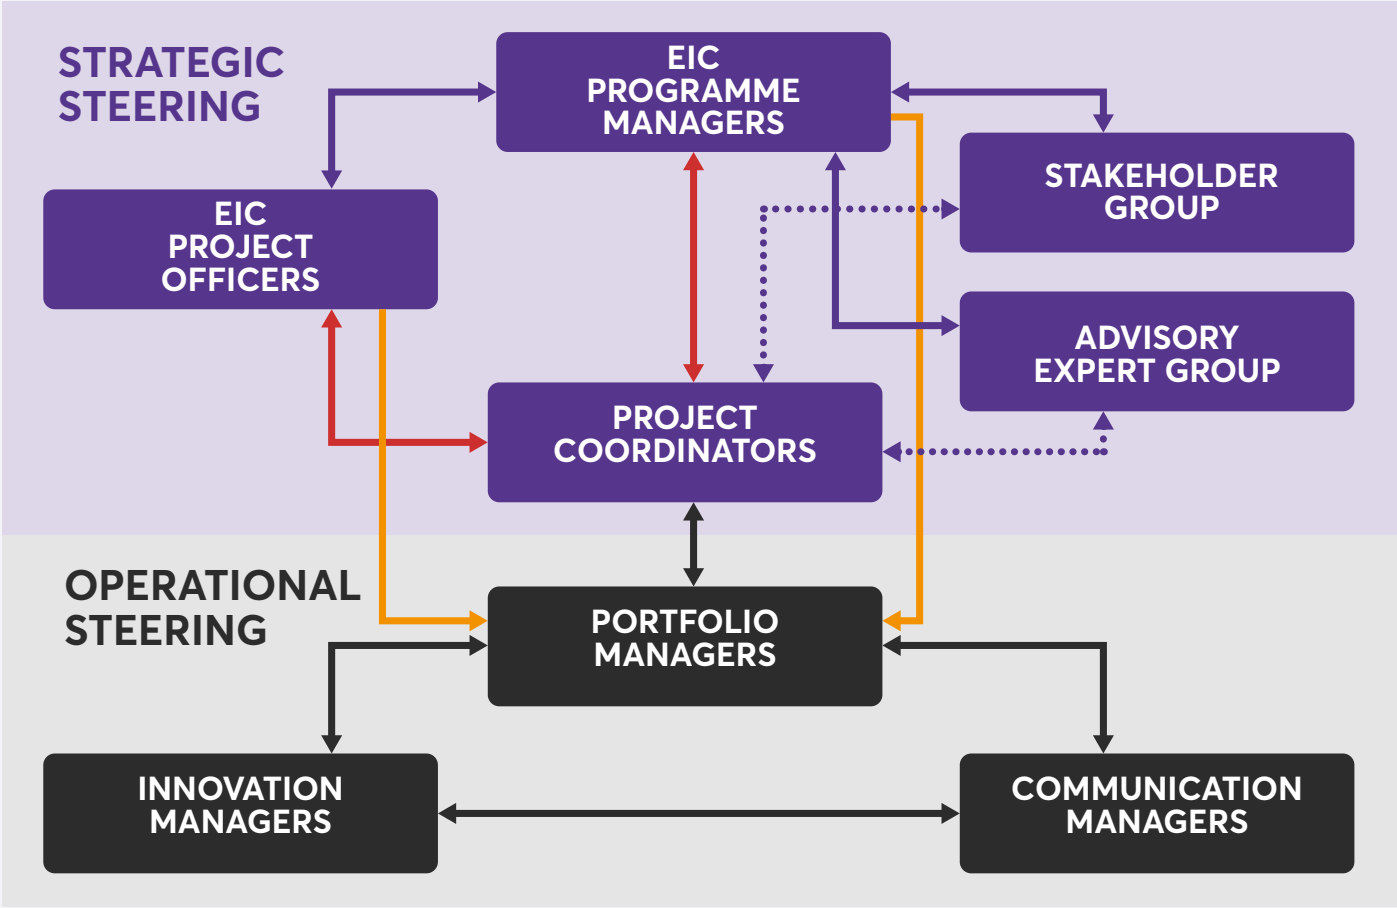 STRATEGIC
STEERING
EIC
PROGRAMME
MANAGERS
STAKEHOLDER
GROUP
EIC
PROJECT
OFFICERS
ADVISORY
EXPERT GROUP
PROJECT
COORDINATORS
OPERATIONAL
STEERING
PORTFOLIO
MANAGERS
INNOVATION
MANAGERS
COMMUNICATION
MANAGERS